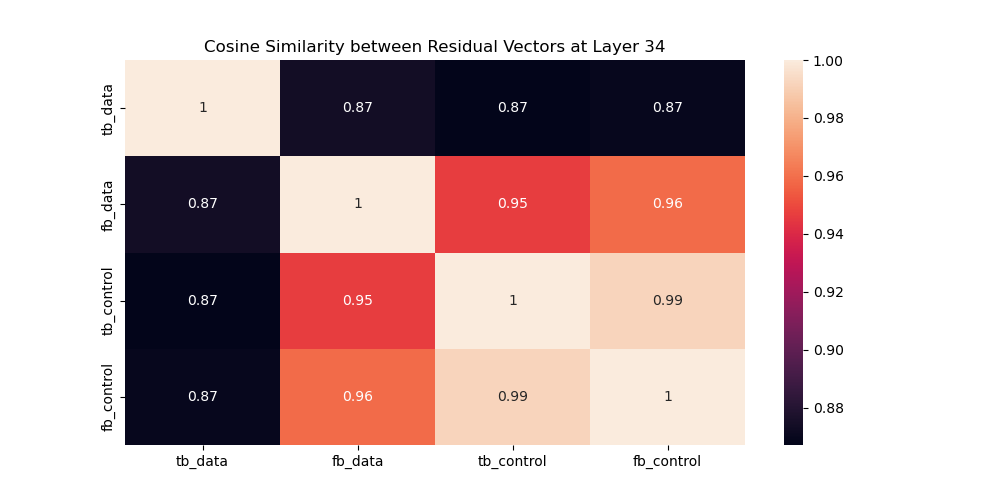 Cosine Similarity between Residual Vectors at Layer 34
tb_data
1
0.87
0.87
0.87
fb_data
0.87
1
0.95
0.96
tb_control
0.87
0.95
1
0.99
fb_control
0.87
0.96
0.99
1
tb_data
fb_data
tb_control
fb_control
1.00
0.98
0.96
0.94
0.92
0.90
0.88